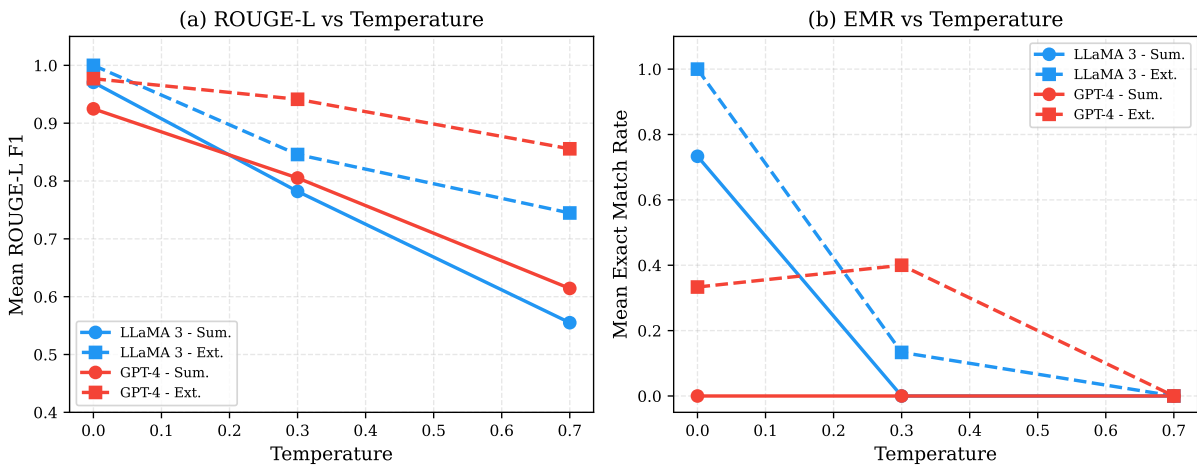 (a) ROUGE-L vs Temperature
Mean ROUGE-L F1
1.0
0.9
0.8
0.7
0.6
0.5
0.4
LLaMA 3 - Sum.
LLaMA 3 - Ext.
GPT-4 - Sum.
GPT-4 - Ext.
0.0 0.1 0.2 0.3 0.4 0.5 0.6 0.7
Temperature
(b) EMR vs Temperature
Mean Exact Match Rate
1.0
0.8
0.6
0.4
0.2
0.0
LLaMA 3 - Sum.
LLaMA 3 - Ext.
GPT-4 - Sum.
GPT-4 - Ext.
0.0 0.1 0.2 0.3 0.4 0.5 0.6 0.7
Temperature